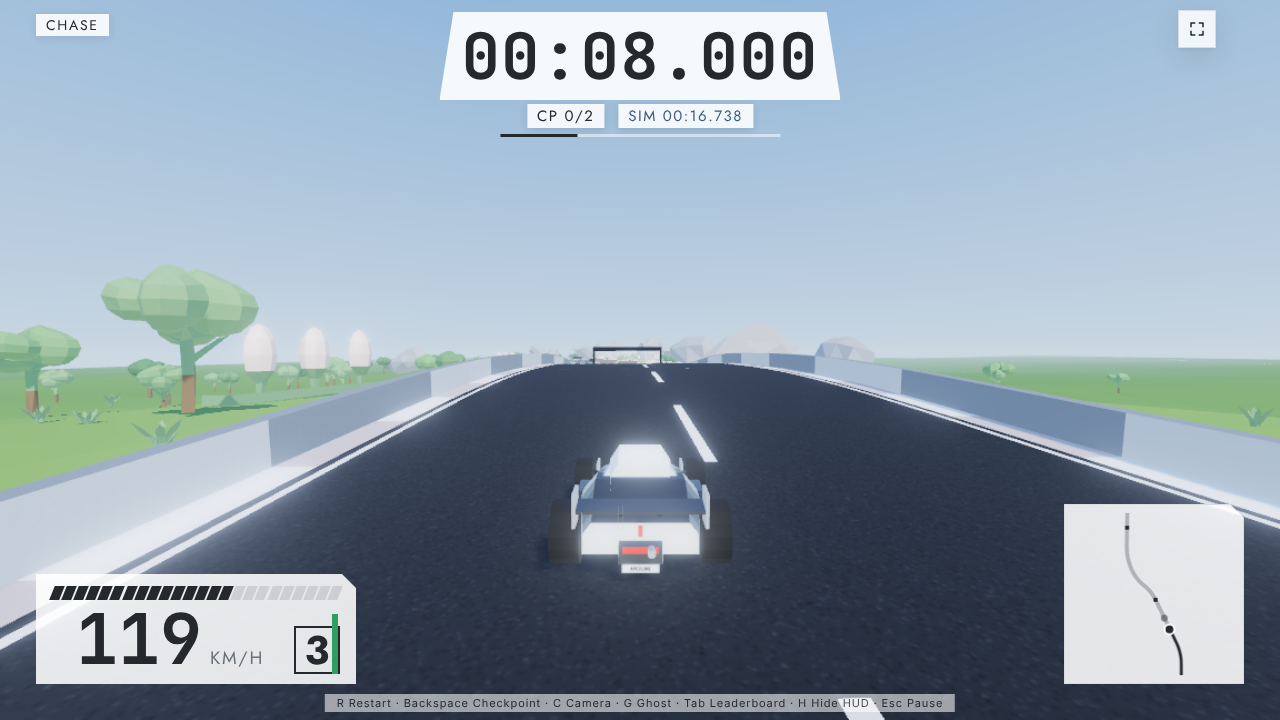 CHASE
00:08.000
CP 0/2
SIM 00:16.738
119 KM/H
3
R Restart · Backspace Checkpoint · C Camera · G Ghost · Tab Leaderboard · H Hide HUD · Esc Pause